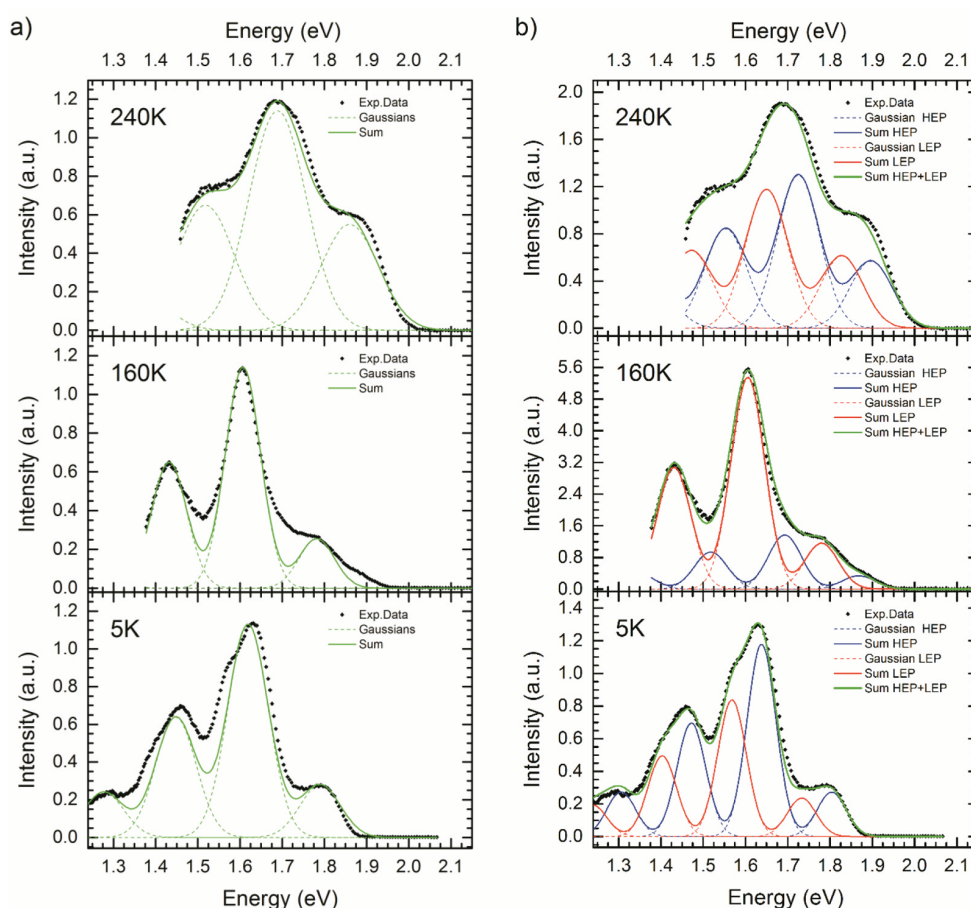 a)
Energy (eV)
1.3 1.4 1.5 1.6 1.7 1.8 1.9 2.0 2.1
240K
Exp.Data
Gaussians
Sum
Intensity (a.u.)
1.2
1.0
0.8
0.6
0.4
0.2
0.0
160K
Exp.Data
Gaussians
Sum
Intensity (a.u.)
1.2
1.0
0.8
0.6
0.4
0.2
0.0
5K
Exp.Data
Gaussians
Sum
Intensity (a.u.)
1.2
1.0
0.8
0.6
0.4
0.2
0.0
1.3 1.4 1.5 1.6 1.7 1.8 1.9 2.0 2.1
Energy (eV)
b)
Energy (eV)
1.3 1.4 1.5 1.6 1.7 1.8 1.9 2.0 2.1
240K
Exp.Data
Gaussian HEP
Sum HEP
Gaussian LEP
Sum LEP
Sum HEP+LEP
Intensity (a.u.)
2.0
1.6
1.2
0.8
0.4
0.0
160K
Exp.Data
Gaussian HEP
Sum HEP
Gaussian LEP
Sum LEP
Sum HEP+LEP
Intensity (a.u.)
5.6
4.8
4.0
3.2
2.4
1.6
0.8
0.0
5K
Exp.Data
Gaussian HEP
Sum HEP
Gaussian LEP
Sum LEP
Sum HEP+LEP
Intensity (a.u.)
1.4
1.2
1.0
0.8
0.6
0.4
0.2
0.0
1.3 1.4 1.5 1.6 1.7 1.8 1.9 2.0 2.1
Energy (eV)